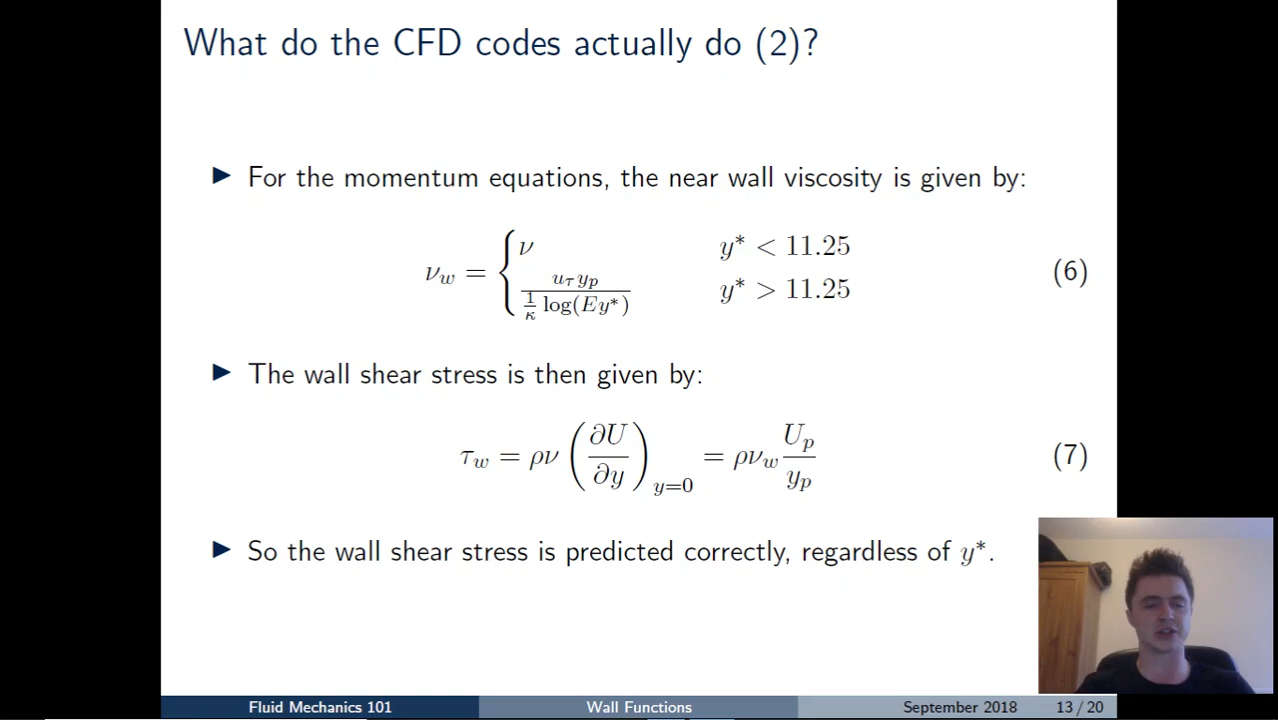 What do the CFD codes actually do (2)?
▶ For the momentum equations, the near wall viscosity is given by:
ν_w = { ν    y* < 11.25
u_τ y_p / (1/κ log(Ey*))    y* > 11.25    (6)
▶ The wall shear stress is then given by:
τ_w = ρν (∂U/∂y)_{y=0} = ρν_w U_p/y_p    (7)
▶ So the wall shear stress is predicted correctly, regardless of y*.
Fluid Mechanics 101    Wall Functions    September 2018    13 / 20